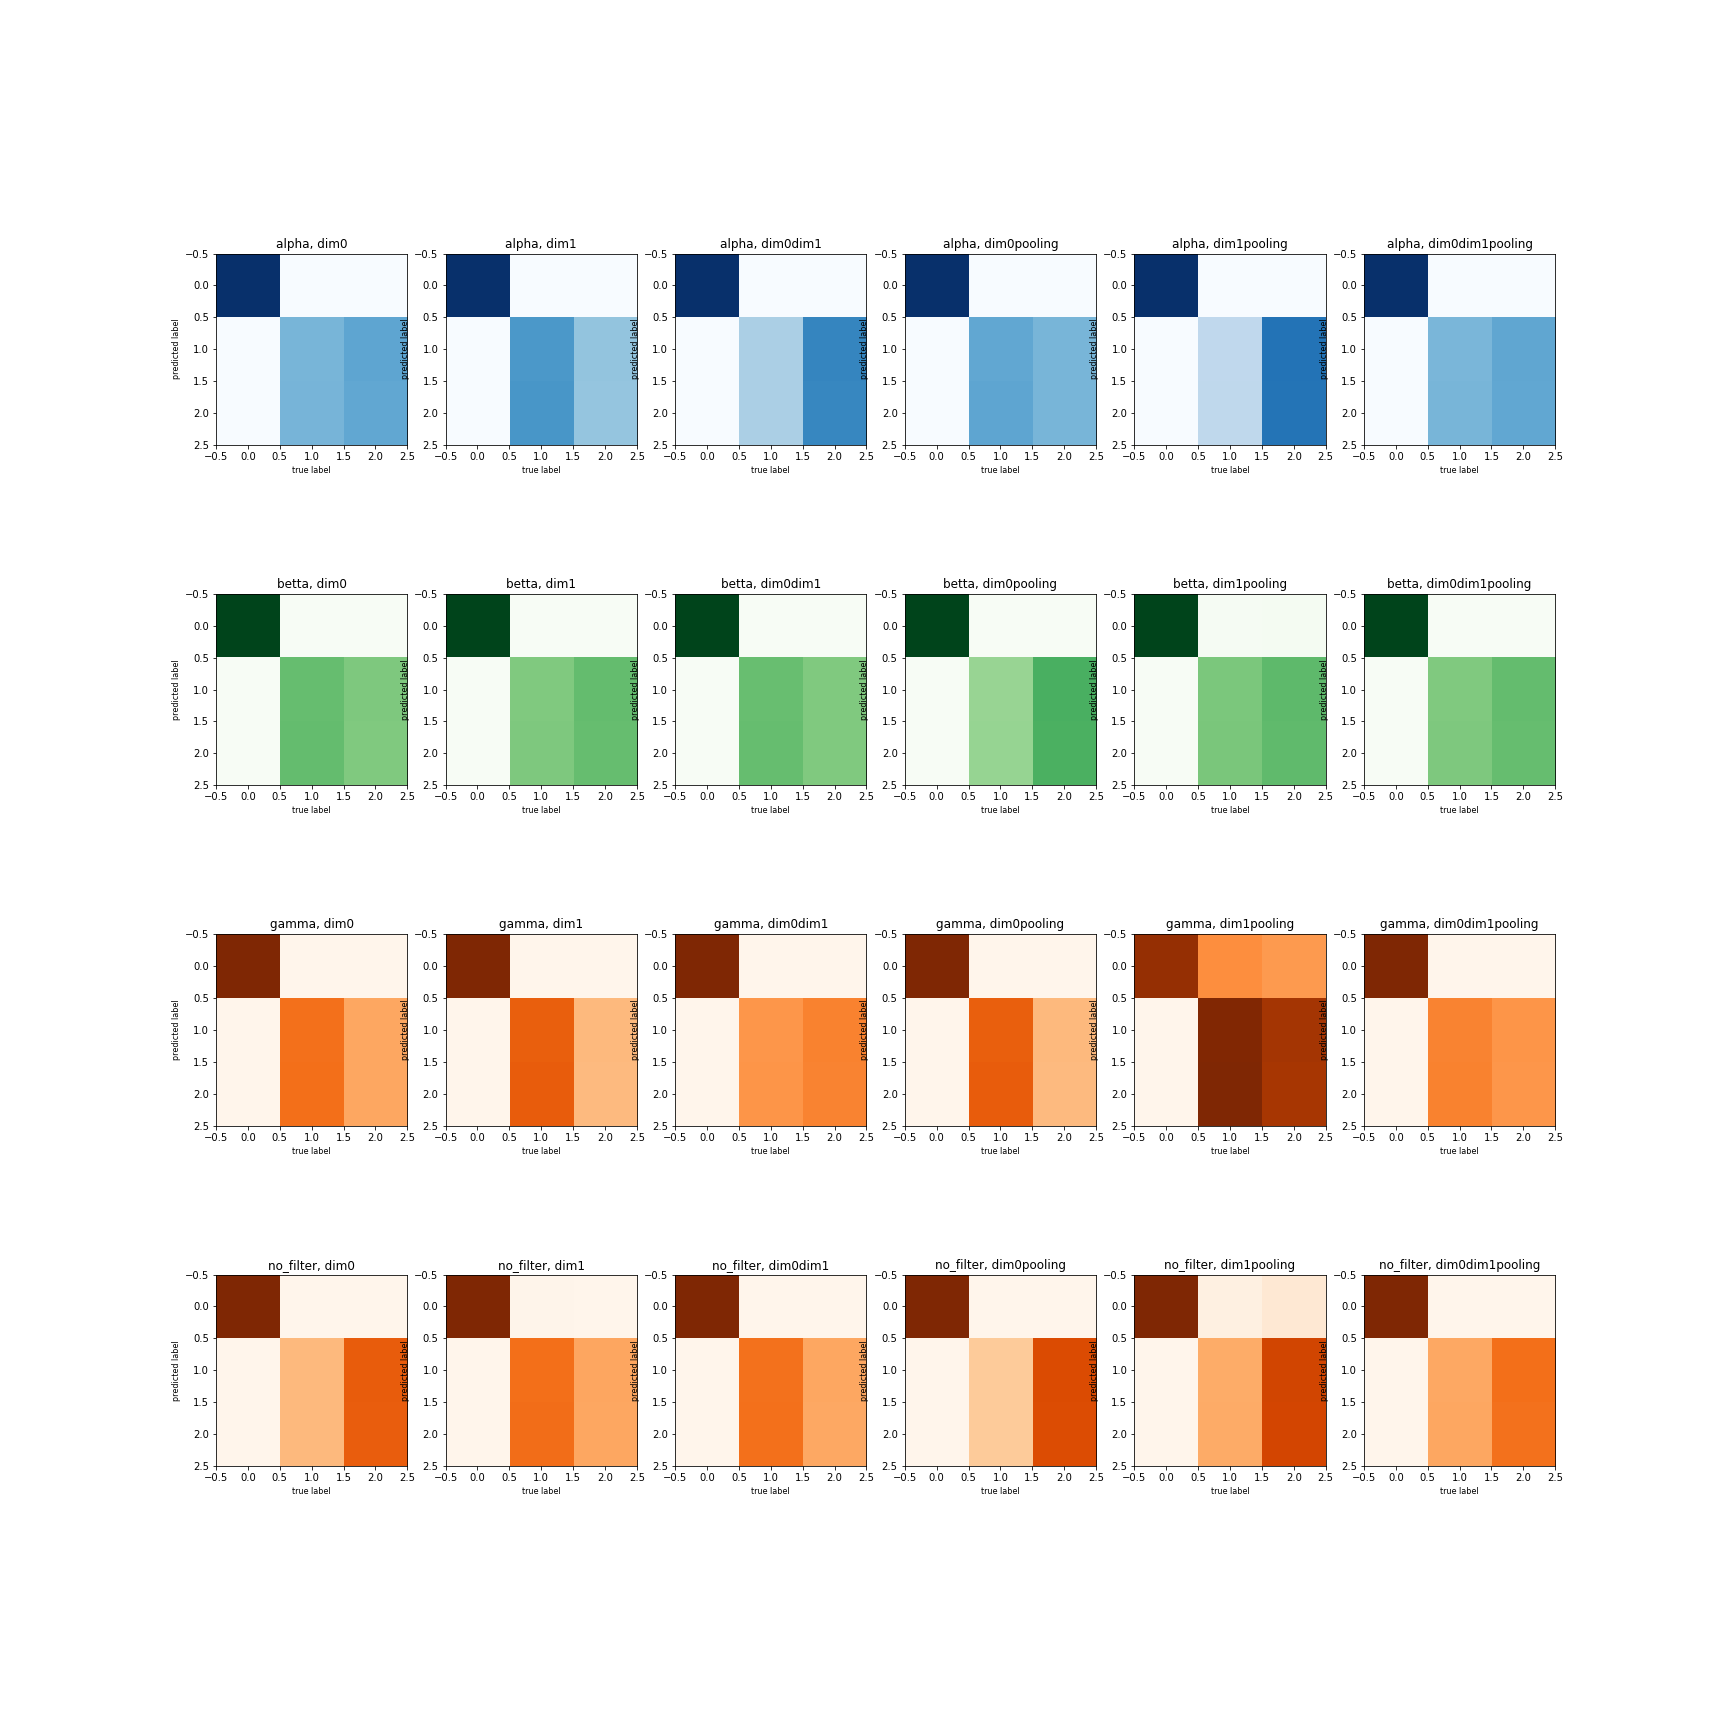 alpha, dim0 alpha, dim1 alpha, dim0dim1 alpha, dim0pooling alpha, dim1pooling alpha, dim0dim1pooling
−0.5 −0.5 −0.5 −0.5 −0.5 −0.5
0.0 0.0 0.0 0.0 0.0 0.0
0.5 0.5 0.5 0.5 0.5 0.5
predicted label predicted label predicted label predicted label predicted label predicted label
1.0 1.0 1.0 1.0 1.0 1.0
1.5 1.5 1.5 1.5 1.5 1.5
2.0 2.0 2.0 2.0 2.0 2.0
2.5 2.5 2.5 2.5 2.5 2.5
−0.5 0.0 0.5 1.0 1.5 2.0 2.5 −0.5 0.0 0.5 1.0 1.5 2.0 2.5 −0.5 0.0 0.5 1.0 1.5 2.0 2.5 −0.5 0.0 0.5 1.0 1.5 2.0 2.5 −0.5 0.0 0.5 1.0 1.5 2.0 2.5 −0.5 0.0 0.5 1.0 1.5 2.0 2.5
true label true label true label true label true label true label
betta, dim0 betta, dim1 betta, dim0dim1 betta, dim0pooling betta, dim1pooling betta, dim0dim1pooling
−0.5 −0.5 −0.5 −0.5 −0.5 −0.5
0.0 0.0 0.0 0.0 0.0 0.0
0.5 0.5 0.5 0.5 0.5 0.5
predicted label predicted label predicted label predicted label predicted label predicted label
1.0 1.0 1.0 1.0 1.0 1.0
1.5 1.5 1.5 1.5 1.5 1.5
2.0 2.0 2.0 2.0 2.0 2.0
2.5 2.5 2.5 2.5 2.5 2.5
−0.5 0.0 0.5 1.0 1.5 2.0 2.5 −0.5 0.0 0.5 1.0 1.5 2.0 2.5 −0.5 0.0 0.5 1.0 1.5 2.0 2.5 −0.5 0.0 0.5 1.0 1.5 2.0 2.5 −0.5 0.0 0.5 1.0 1.5 2.0 2.5 −0.5 0.0 0.5 1.0 1.5 2.0 2.5
true label true label true label true label true label true label
gamma, dim0 gamma, dim1 gamma, dim0dim1 gamma, dim0pooling gamma, dim1pooling gamma, dim0dim1pooling
−0.5 −0.5 −0.5 −0.5 −0.5 −0.5
0.0 0.0 0.0 0.0 0.0 0.0
0.5 0.5 0.5 0.5 0.5 0.5
predicted label predicted label predicted label predicted label predicted label predicted label
1.0 1.0 1.0 1.0 1.0 1.0
1.5 1.5 1.5 1.5 1.5 1.5
2.0 2.0 2.0 2.0 2.0 2.0
2.5 2.5 2.5 2.5 2.5 2.5
−0.5 0.0 0.5 1.0 1.5 2.0 2.5 −0.5 0.0 0.5 1.0 1.5 2.0 2.5 −0.5 0.0 0.5 1.0 1.5 2.0 2.5 −0.5 0.0 0.5 1.0 1.5 2.0 2.5 −0.5 0.0 0.5 1.0 1.5 2.0 2.5 −0.5 0.0 0.5 1.0 1.5 2.0 2.5
true label true label true label true label true label true label
no_filter, dim0 no_filter, dim1 no_filter, dim0dim1 no_filter, dim0pooling no_filter, dim1pooling no_filter, dim0dim1pooling
−0.5 −0.5 −0.5 −0.5 −0.5 −0.5
0.0 0.0 0.0 0.0 0.0 0.0
0.5 0.5 0.5 0.5 0.5 0.5
predicted label predicted label predicted label predicted label predicted label predicted label
1.0 1.0 1.0 1.0 1.0 1.0
1.5 1.5 1.5 1.5 1.5 1.5
2.0 2.0 2.0 2.0 2.0 2.0
2.5 2.5 2.5 2.5 2.5 2.5
−0.5 0.0 0.5 1.0 1.5 2.0 2.5 −0.5 0.0 0.5 1.0 1.5 2.0 2.5 −0.5 0.0 0.5 1.0 1.5 2.0 2.5 −0.5 0.0 0.5 1.0 1.5 2.0 2.5 −0.5 0.0 0.5 1.0 1.5 2.0 2.5 −0.5 0.0 0.5 1.0 1.5 2.0 2.5
true label true label true label true label true label true label